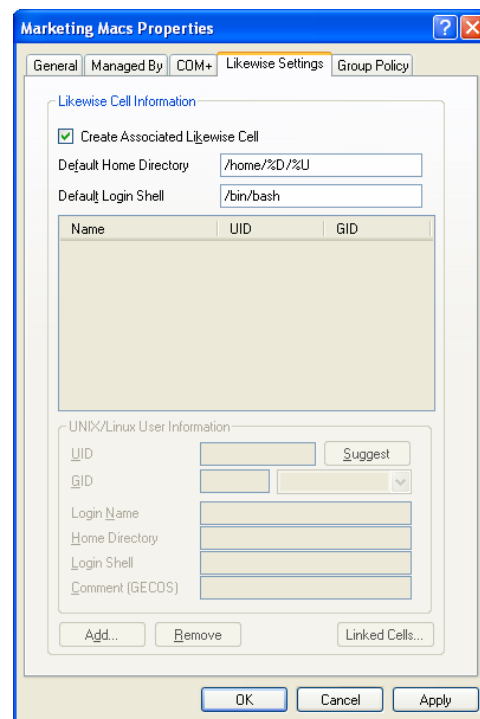 Marketing Macs Properties
General Managed By COM+ Likewise Settings Group Policy
Likewise Cell Information
Create Associated Likewise Cell
Default Home Directory /home/%D/%U
Default Login Shell /bin/bash
Name UID GID
UNIX/Linux User Information
UID Suggest
GID
Login Name
Home Directory
Login Shell
Comment (GECOS)
Add... Remove Linked Cells...
OK Cancel Apply